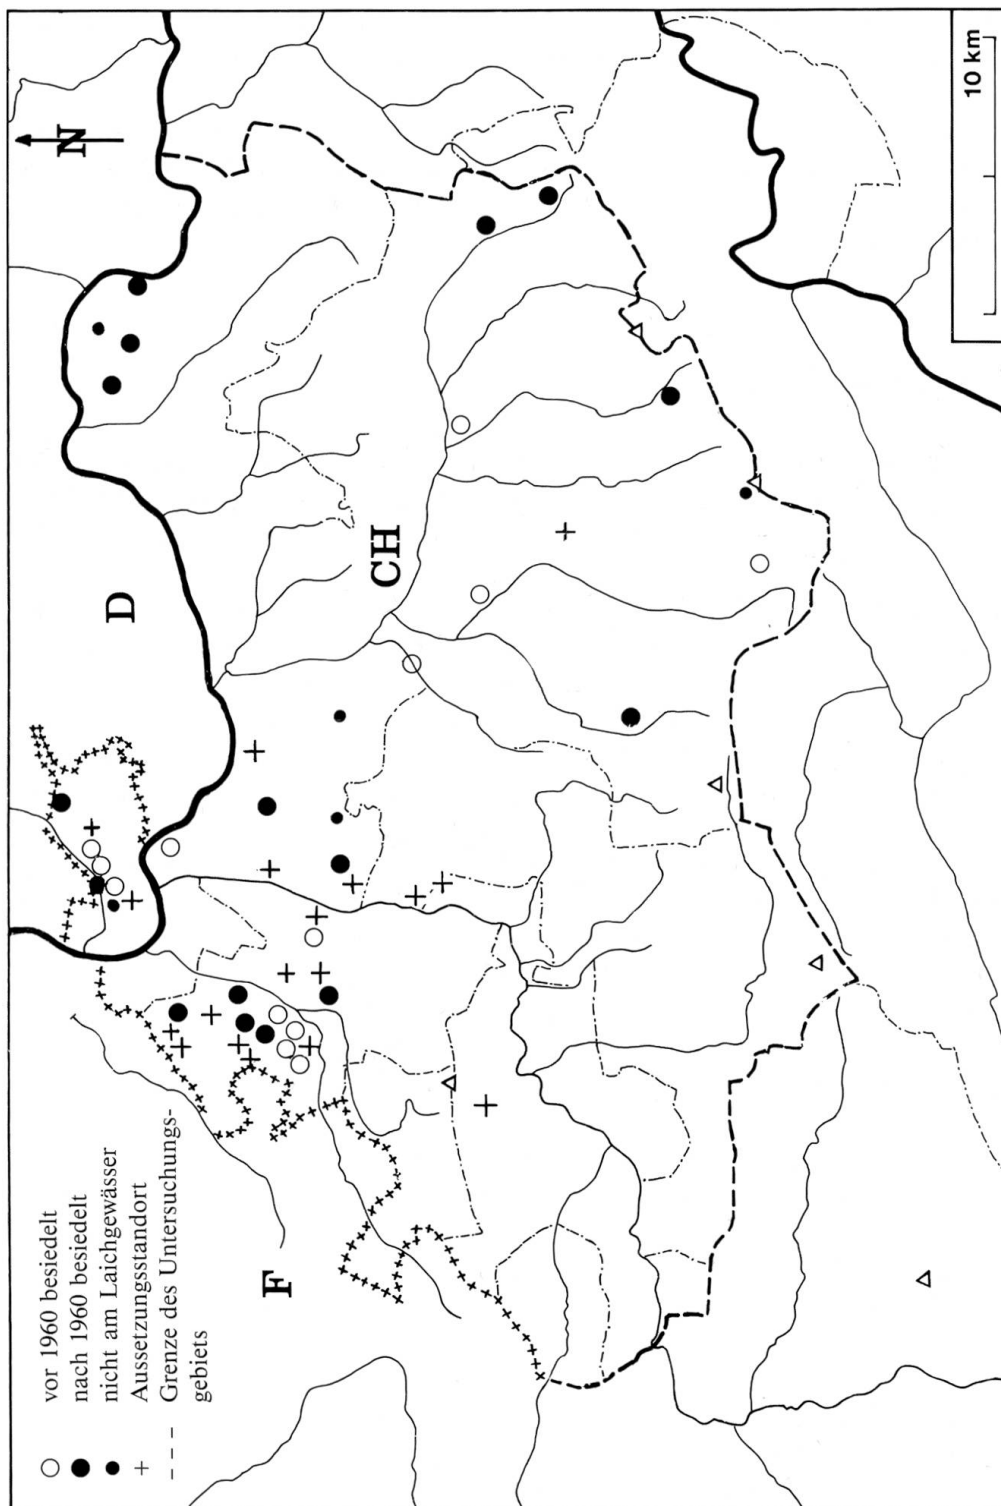 vor 1960 besiedelt
nach 1960 besiedelt
nicht am Laichgewässer
Aussetzungsstandort
Grenze des Untersuchungs-
gebiets
F
D
CH
N
10 km